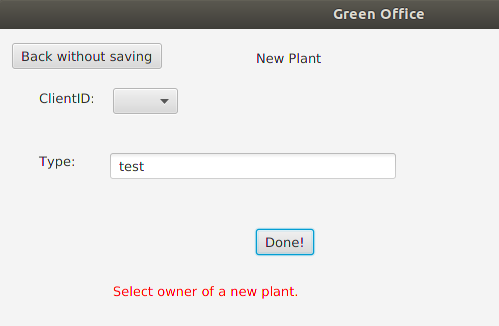 Green Office
Back without saving
New Plant
ClientID:
Type:
test
Done!
Select owner of a new plant.